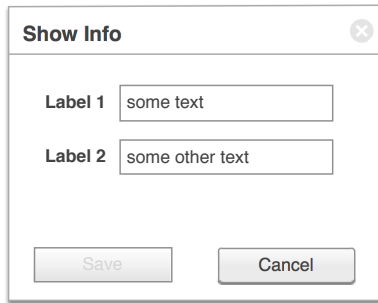 Show Info
Label 1 some text
Label 2 some other text
Save Cancel